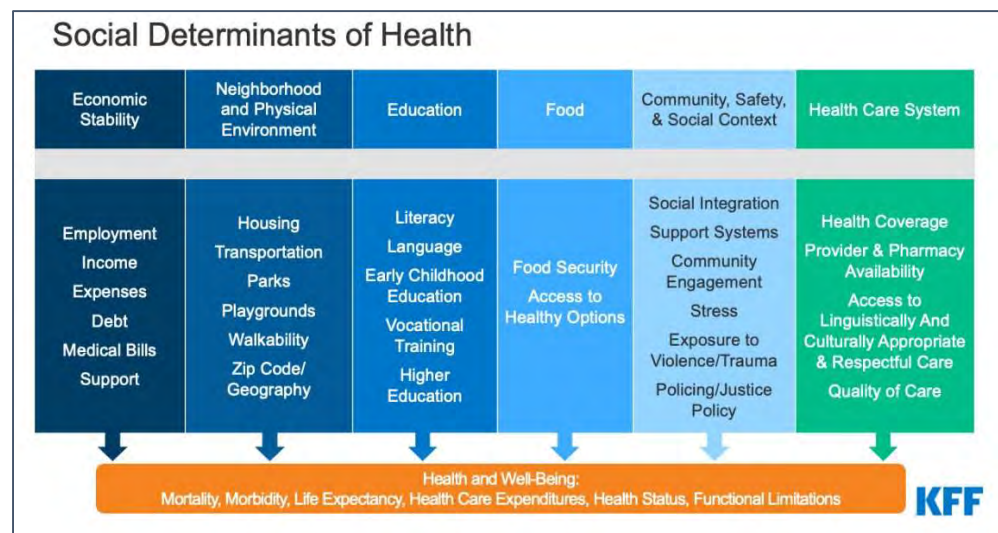 Social Determinants of Health
Economic
Stability
Neighborhood
and Physical
Environment
Education
Food
Community, Safety,
& Social Context
Health Care System
Employment
Income
Expenses
Debt
Medical Bills
Support
Housing
Transportation
Parks
Playgrounds
Walkability
Zip Code/
Geography
Literacy
Language
Early Childhood
Education
Vocational
Training
Higher
Education
Food Security
Access to
Healthy Options
Social Integration
Support Systems
Community
Engagement
Stress
Exposure to
Violence/Trauma
Policing/Justice
Policy
Health Coverage
Provider & Pharmacy
Availability
Access to
Linguistically And
Culturally Appropriate
& Respectful Care
Quality of Care
Health and Well-Being:
Mortality, Morbidity, Life Expectancy, Health Care Expenditures, Health Status, Functional Limitations
KFF